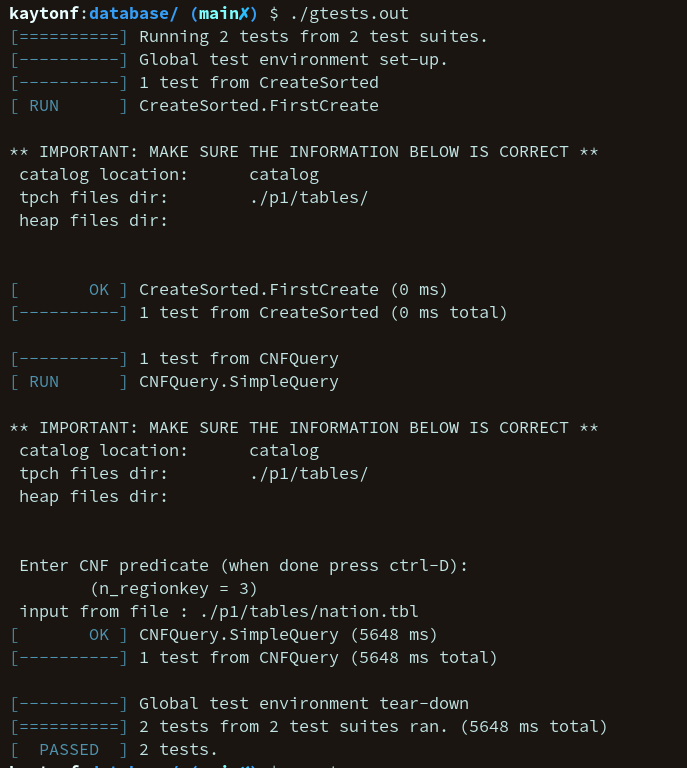 kaytonf:database/ (main✗) $ ./gtests.out
[==========] Running 2 tests from 2 test suites.
[----------] Global test environment set-up.
[----------] 1 test from CreateSorted
[ RUN      ] CreateSorted.FirstCreate
** IMPORTANT: MAKE SURE THE INFORMATION BELOW IS CORRECT **
 catalog location:      catalog
 tpch files dir:        ./p1/tables/
 heap files dir:
[       OK ] CreateSorted.FirstCreate (0 ms)
[----------] 1 test from CreateSorted (0 ms total)
[----------] 1 test from CNFQuery
[ RUN      ] CNFQuery.SimpleQuery
** IMPORTANT: MAKE SURE THE INFORMATION BELOW IS CORRECT **
 catalog location:      catalog
 tpch files dir:        ./p1/tables/
 heap files dir:
 Enter CNF predicate (when done press ctrl-D):
        (n_regionkey = 3)
 input from file : ./p1/tables/nation.tbl
[       OK ] CNFQuery.SimpleQuery (5648 ms)
[----------] 1 test from CNFQuery (5648 ms total)
[----------] Global test environment tear-down
[==========] 2 tests from 2 test suites ran. (5648 ms total)
[  PASSED  ] 2 tests.